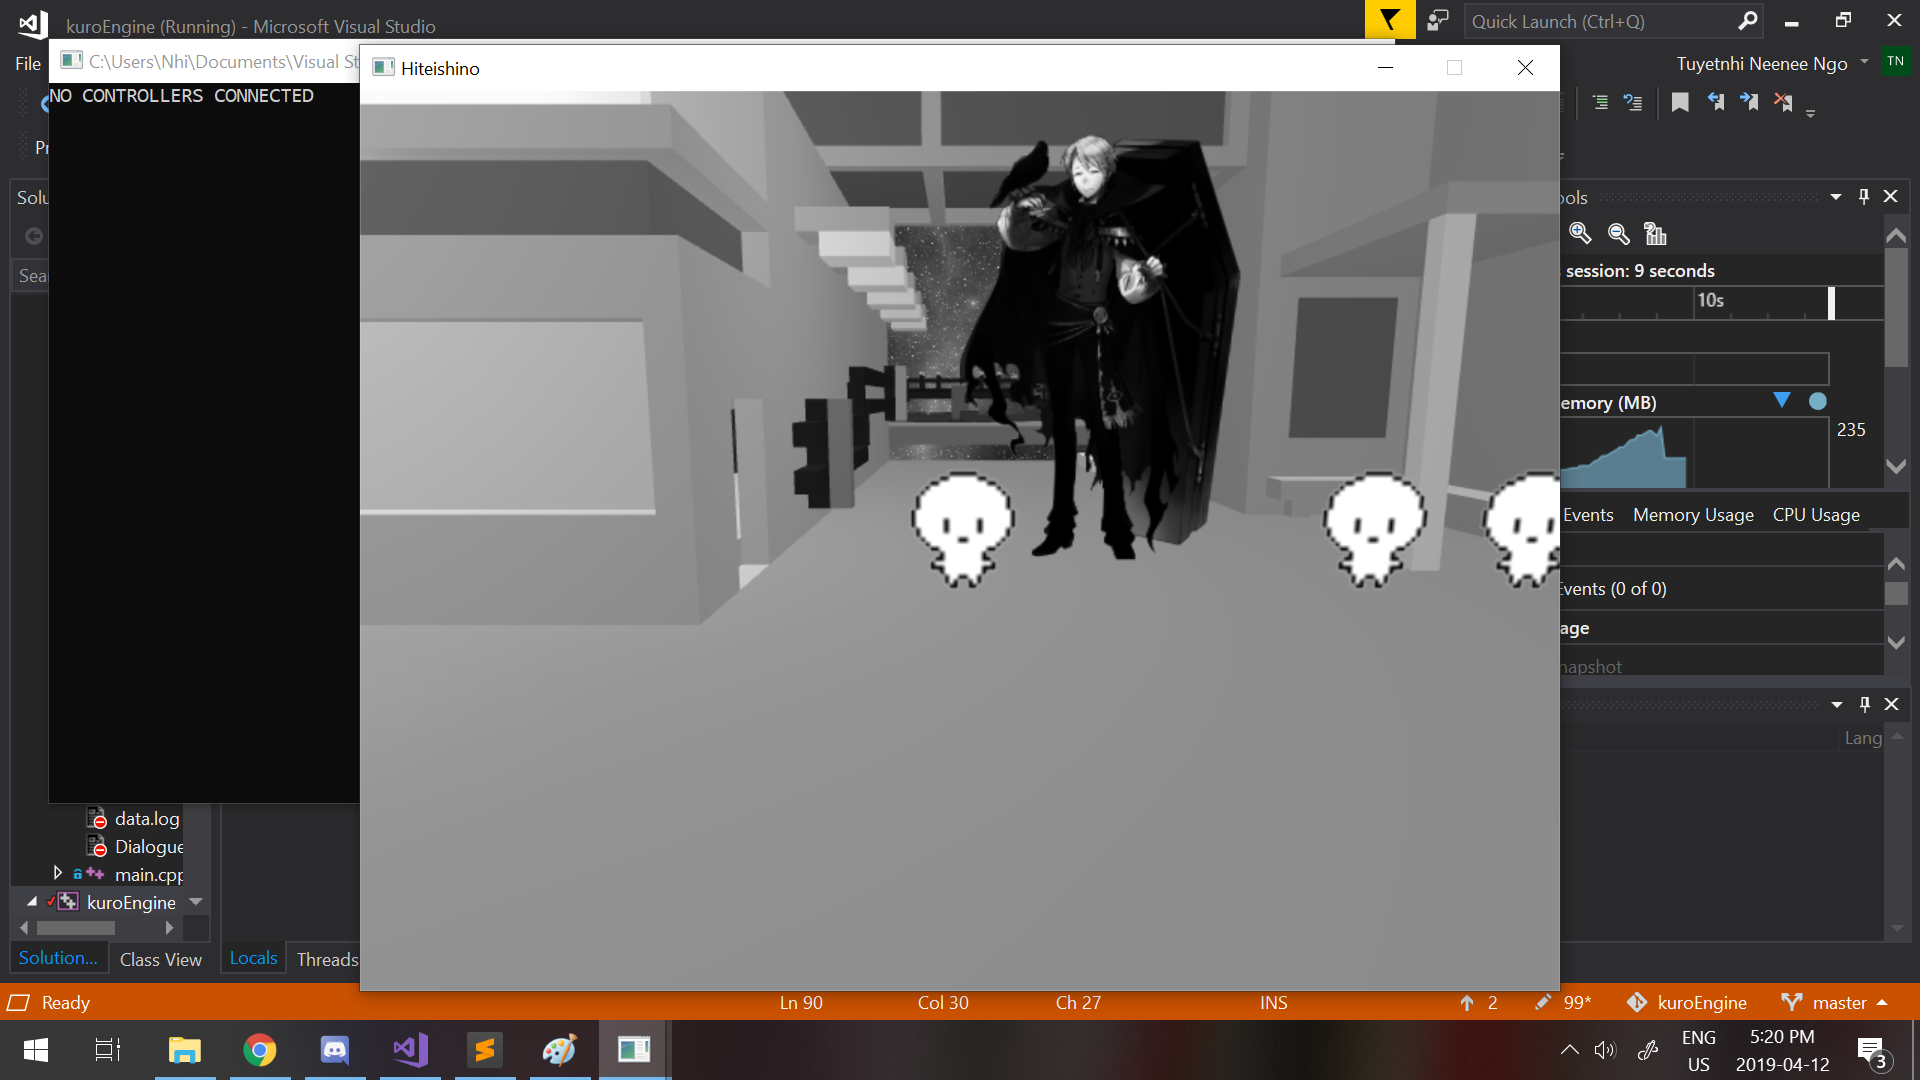 kuroEngine (Running) - Microsoft Visual Studio
Quick Launch (Ctrl+Q)
File
C:\Users\Nhi\Documents\Visual St
Hiteishino
Tuyetnhi Neenee Ngo
TN
NO CONTROLLERS CONNECTED
Pr
Solu
ools
Sea
session: 9 seconds
10s
emory (MB)
235
Events
Memory Usage
CPU Usage
Events (0 of 0)
age
napshot
Lang
data.log
Dialogue
main.cpp
kuroEngine
Solution...
Class View
Locals
Threads
Ready
Ln 90
Col 30
Ch 27
INS
2
99*
kuroEngine
master
ENG
US
5:20 PM
2019-04-12
3